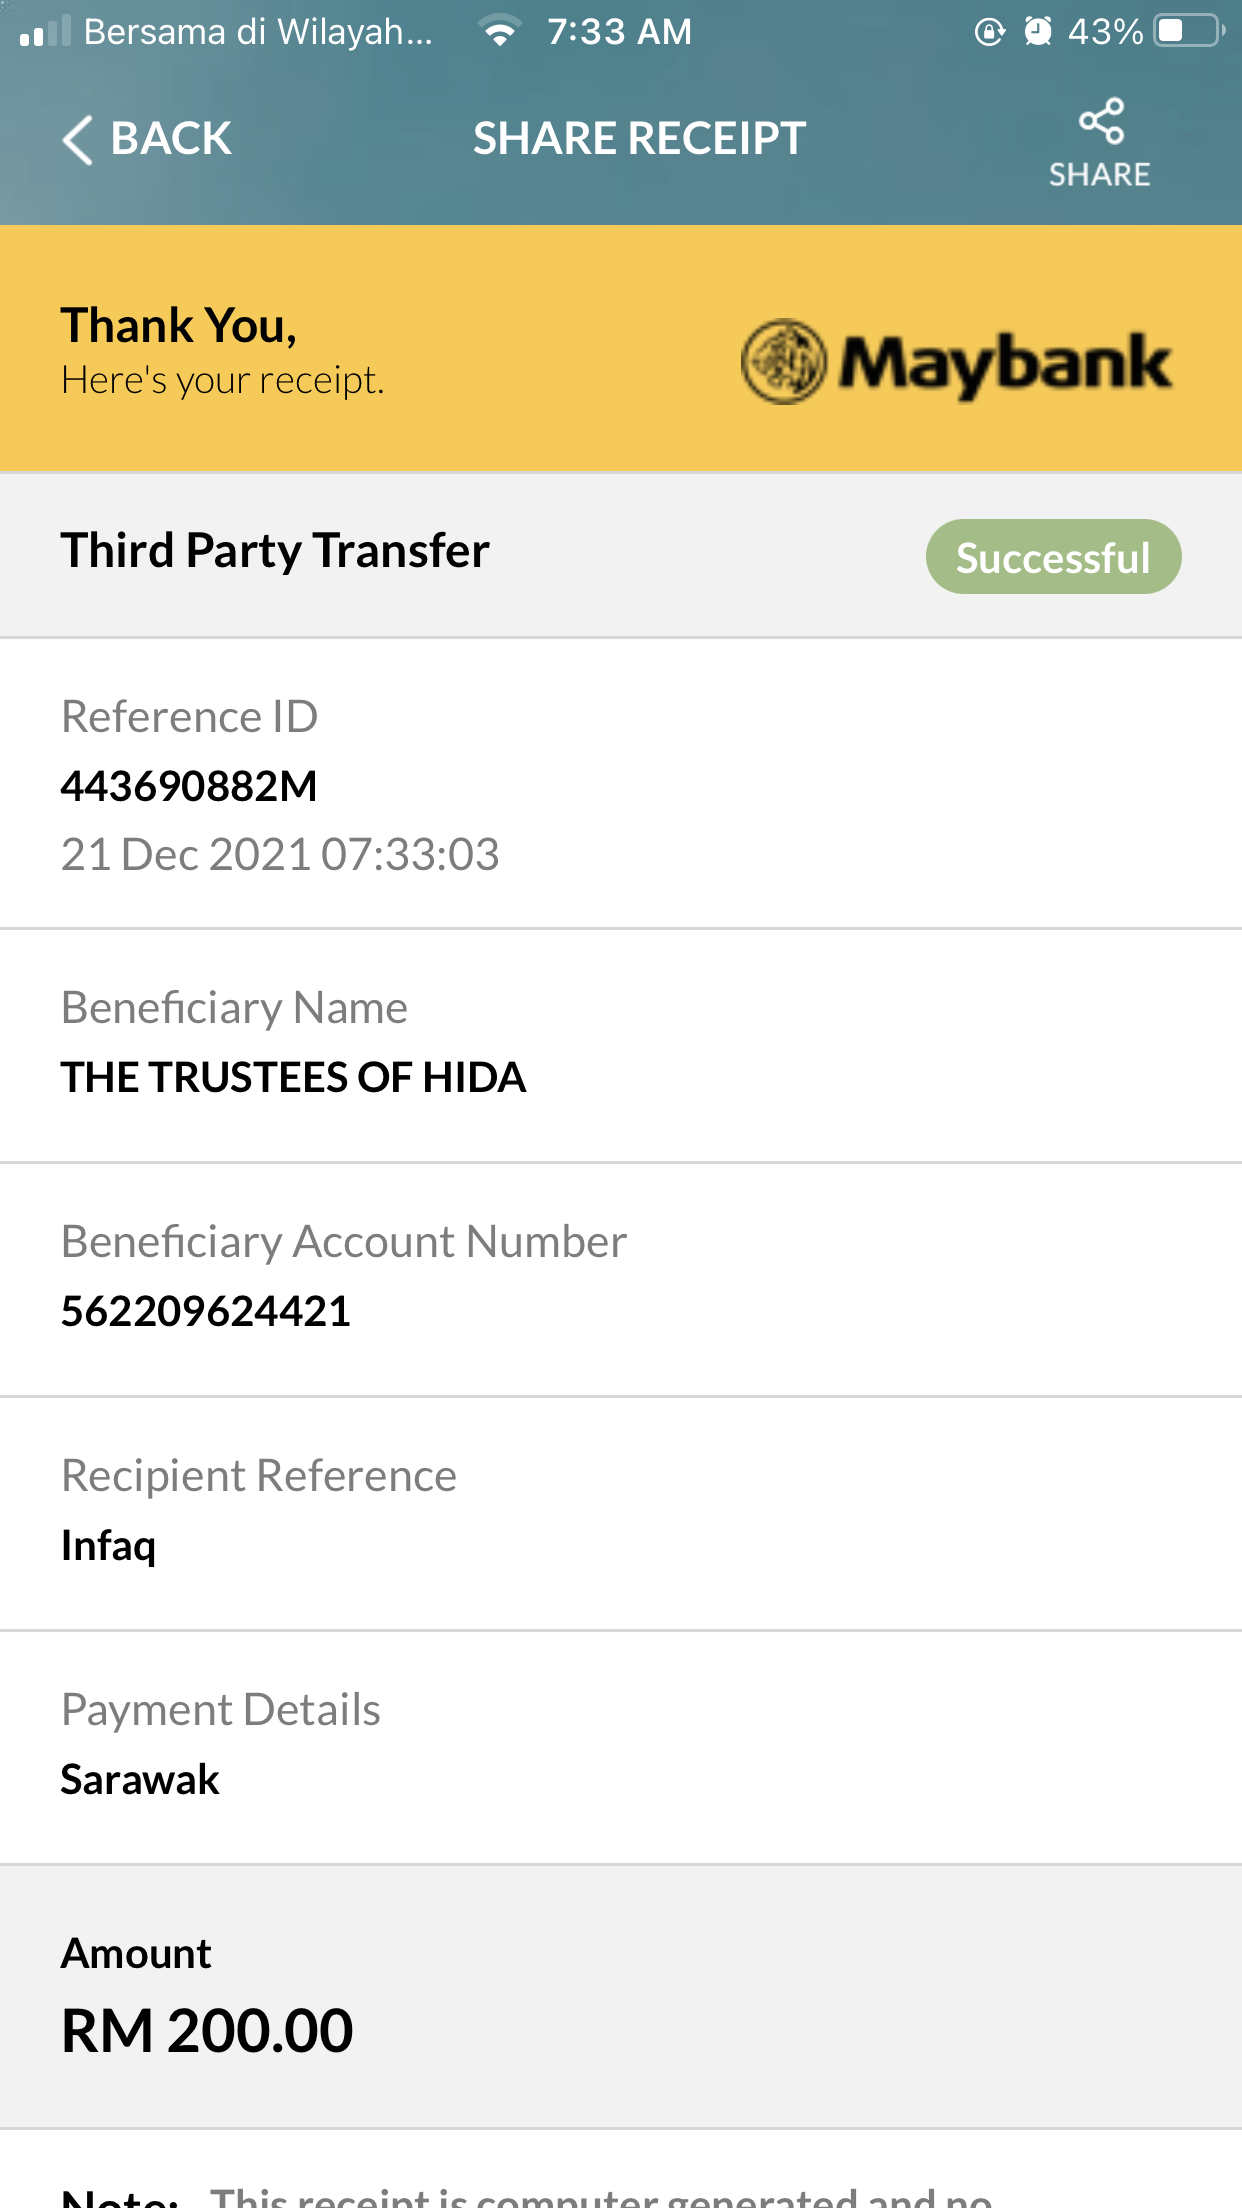 Bersama di Wilayah... 7:33 AM 43%
BACK SHARE RECEIPT SHARE
Thank You,
Here's your receipt.
Maybank
Third Party Transfer Successful
Reference ID
443690882M
21 Dec 2021 07:33:03
Beneficiary Name
THE TRUSTEES OF HIDA
Beneficiary Account Number
562209624421
Recipient Reference
Infaq
Payment Details
Sarawak
Amount
RM 200.00
Note: This receipt is computer generated and no